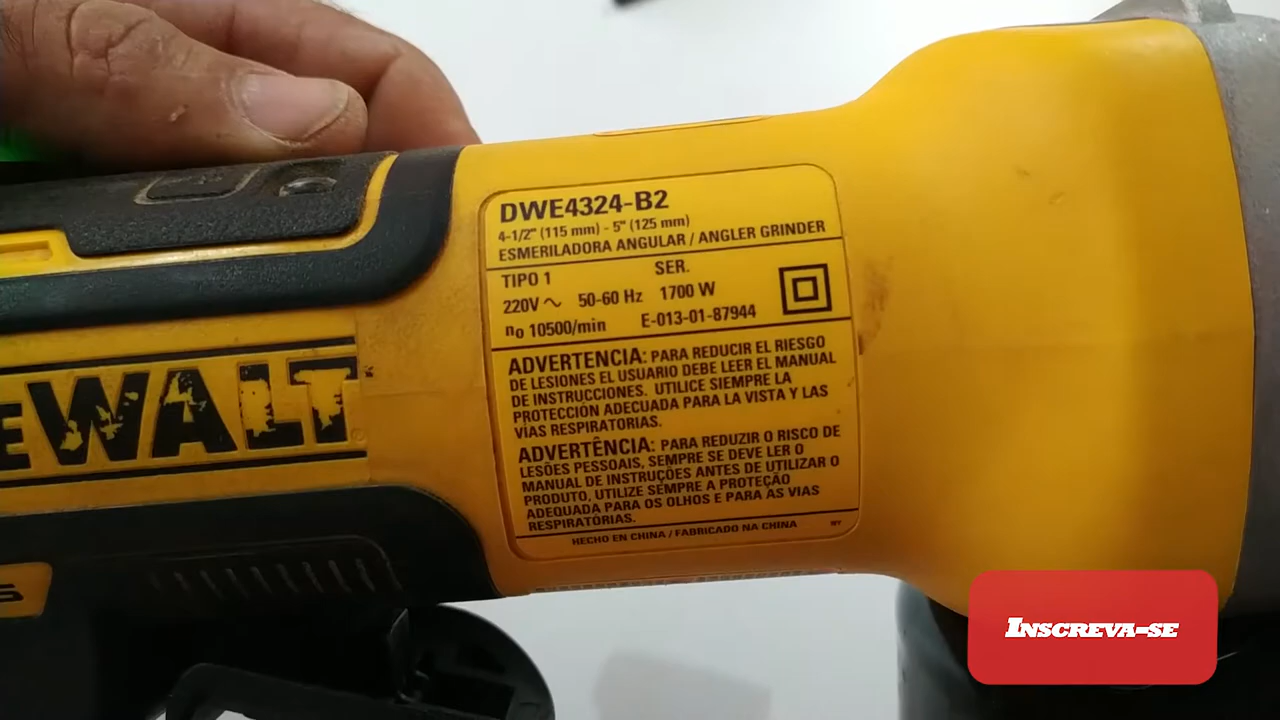 DWE4324-B2
4-1/2" (115 mm) - 5" (125 mm)
ESMERILADORA ANGULAR / ANGLER GRINDER
TIPO 1 SER.
220V ~ 50-60 Hz 1700 W
no 10500/min E-013-01-87944
ADVERTENCIA: PARA REDUCIR EL RIESGO
DE LESIONES EL USUARIO DEBE LEER EL MANUAL
DE INSTRUCCIONES. UTILICE SIEMPRE LA
PROTECCIÓN ADECUADA PARA LA VISTA Y LAS
VÍAS RESPIRATORIAS.
ADVERTÊNCIA: PARA REDUZIR O RISCO DE
LESÕES PESSOAIS, SEMPRE SE DEVE LER O
MANUAL DE INSTRUÇÕES ANTES DE UTILIZAR O
PRODUTO, UTILIZE SEMPRE A PROTEÇÃO
ADEQUADA PARA OS OLHOS E PARA AS VIAS
RESPIRATÓRIAS.
HECHO EN CHINA / FABRICADO NA CHINA
EWALT
INSCREVA-SE